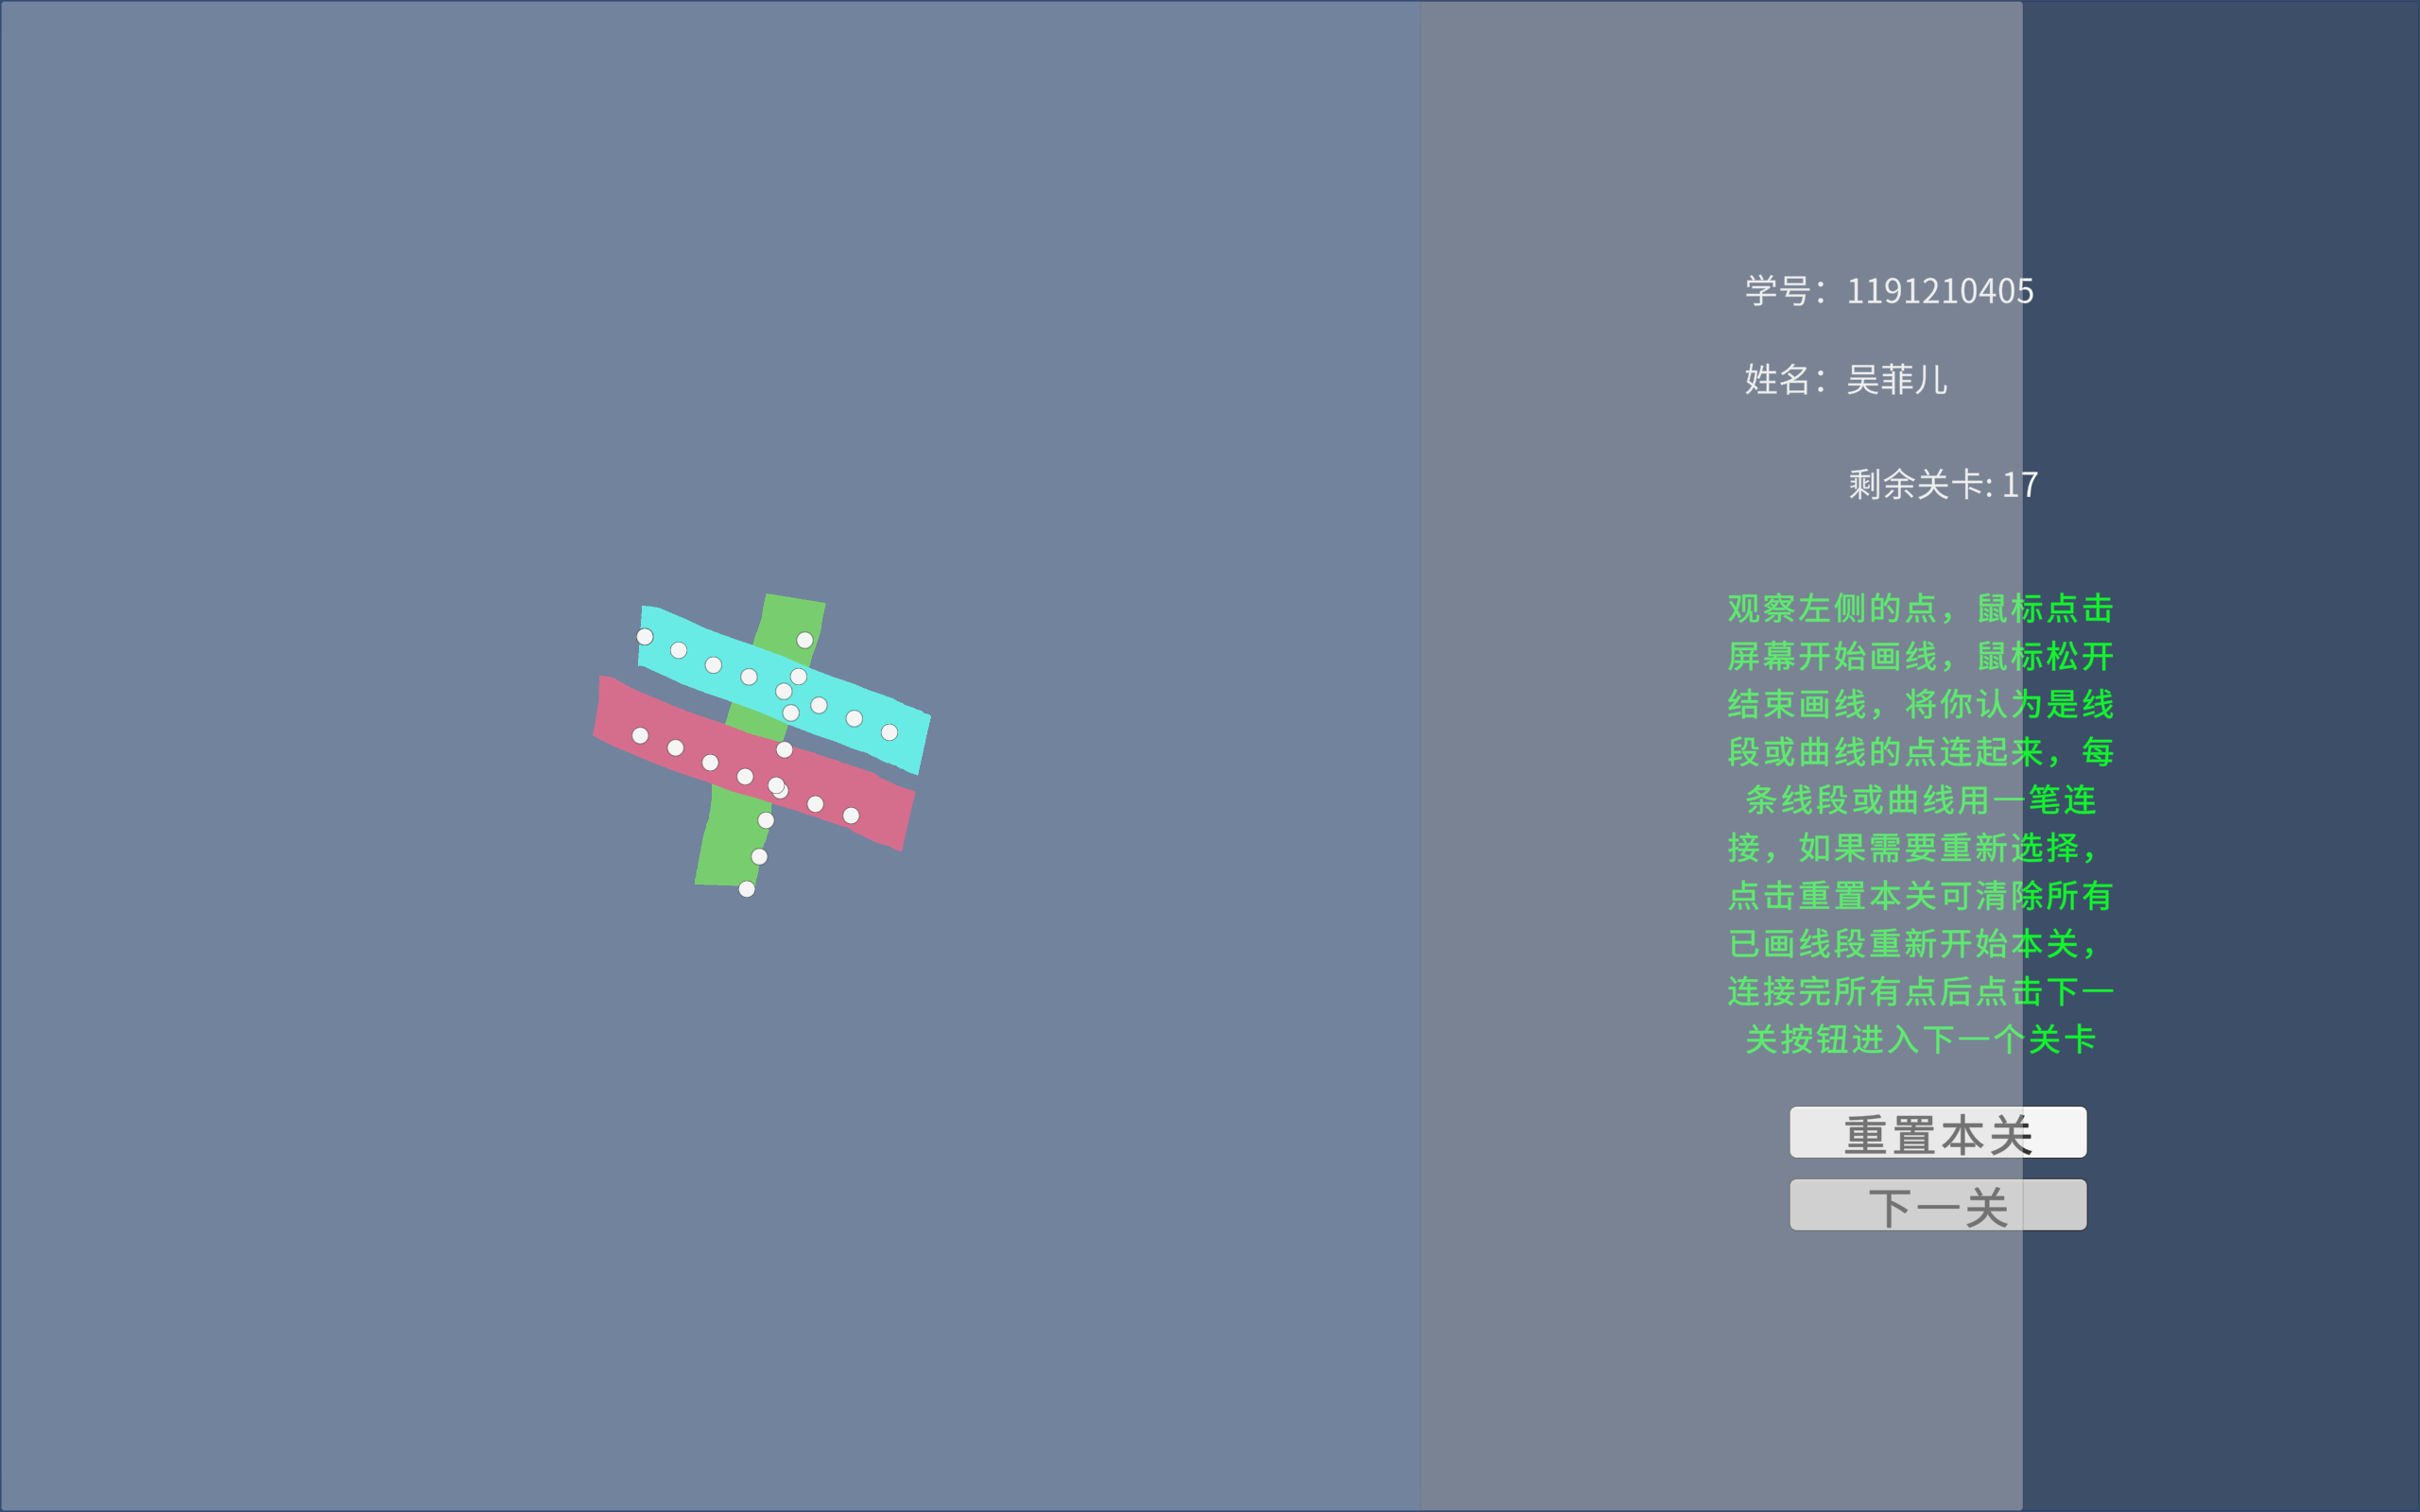 学号：1191210405
姓名：吴菲儿
剩余关卡: 17
观察左侧的点，鼠标点击
屏幕开始画线，鼠标松开
结束画线，将你认为是线
段或曲线的点连起来，每
条线段或曲线用一笔连
接，如果需要重新选择，
点击重置本关可清除所有
已画线段重新开始本关，
连接完所有点后点击下一
关按钮进入下一个关卡
重置本关
下一关